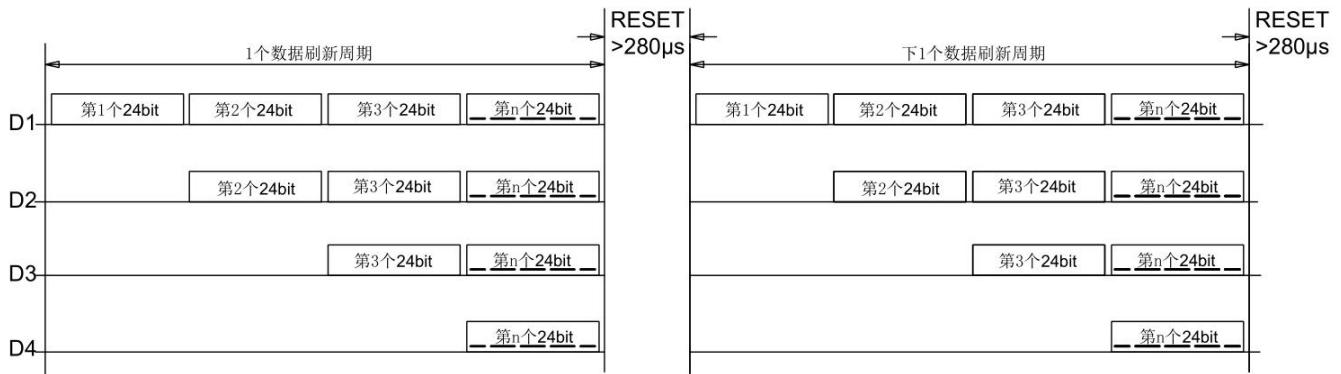 RESET
>280μs
RESET
>280μs
1个数据刷新周期
下1个数据刷新周期
D1
第1个24bit
第2个24bit
第3个24bit
第n个24bit
第1个24bit
第2个24bit
第3个24bit
第n个24bit
D2
第2个24bit
第3个24bit
第n个24bit
第2个24bit
第3个24bit
第n个24bit
D3
第3个24bit
第n个24bit
第3个24bit
第n个24bit
D4
第n个24bit
第n个24bit